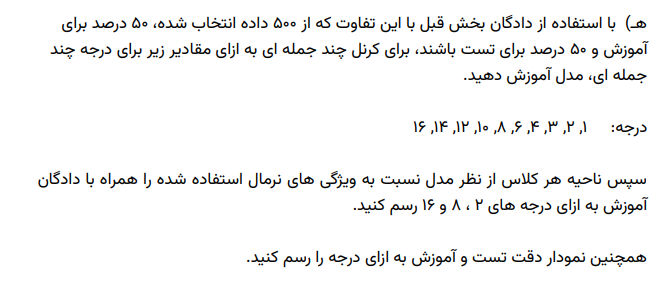 هـ) با استفاده از دادگان بخش قبل با این تفاوت که از ۵۰۰ داده انتخاب شده، ۵۰ درصد برای
آموزش و ۵۰ درصد برای تست باشند، برای کرنل چند جمله ای به ازای مقادیر زیر برای درجه چند
جمله ای، مدل آموزش دهید.
درجه: ۱, ۲, ۳, ۴, ۶, ۸, ۱۰, ۱۲, ۱۴, ۱۶
سپس ناحیه هر کلاس از نظر مدل نسبت به ویژگی های نرمال استفاده شده را همراه با دادگان
آموزش به ازای درجه های ۲ ، ۸ و ۱۶ رسم کنید.
همچنین نمودار دقت تست و آموزش به ازای درجه را رسم کنید.